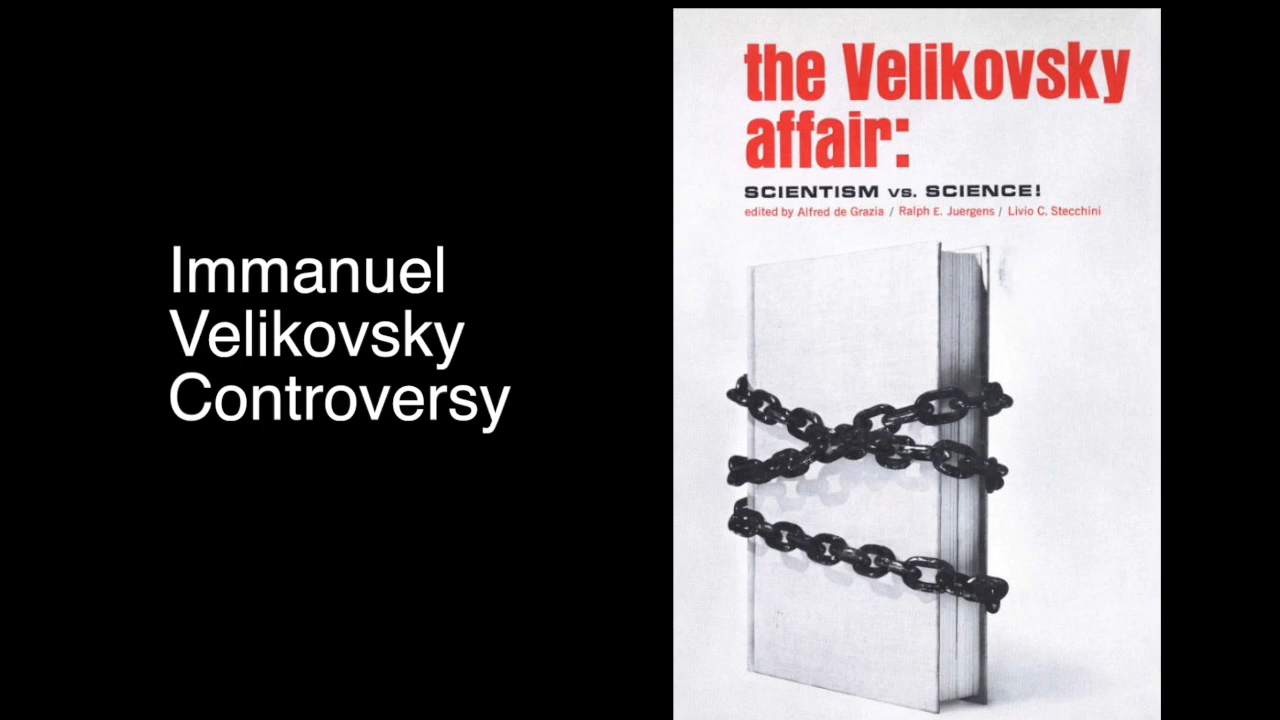 Immanuel
Velikovsky
Controversy
the Velikovsky
affair:
SCIENTISM vs. SCIENCE!
edited by Alfred de Grazia / Ralph E. Juergens / Livio C. Stecchini